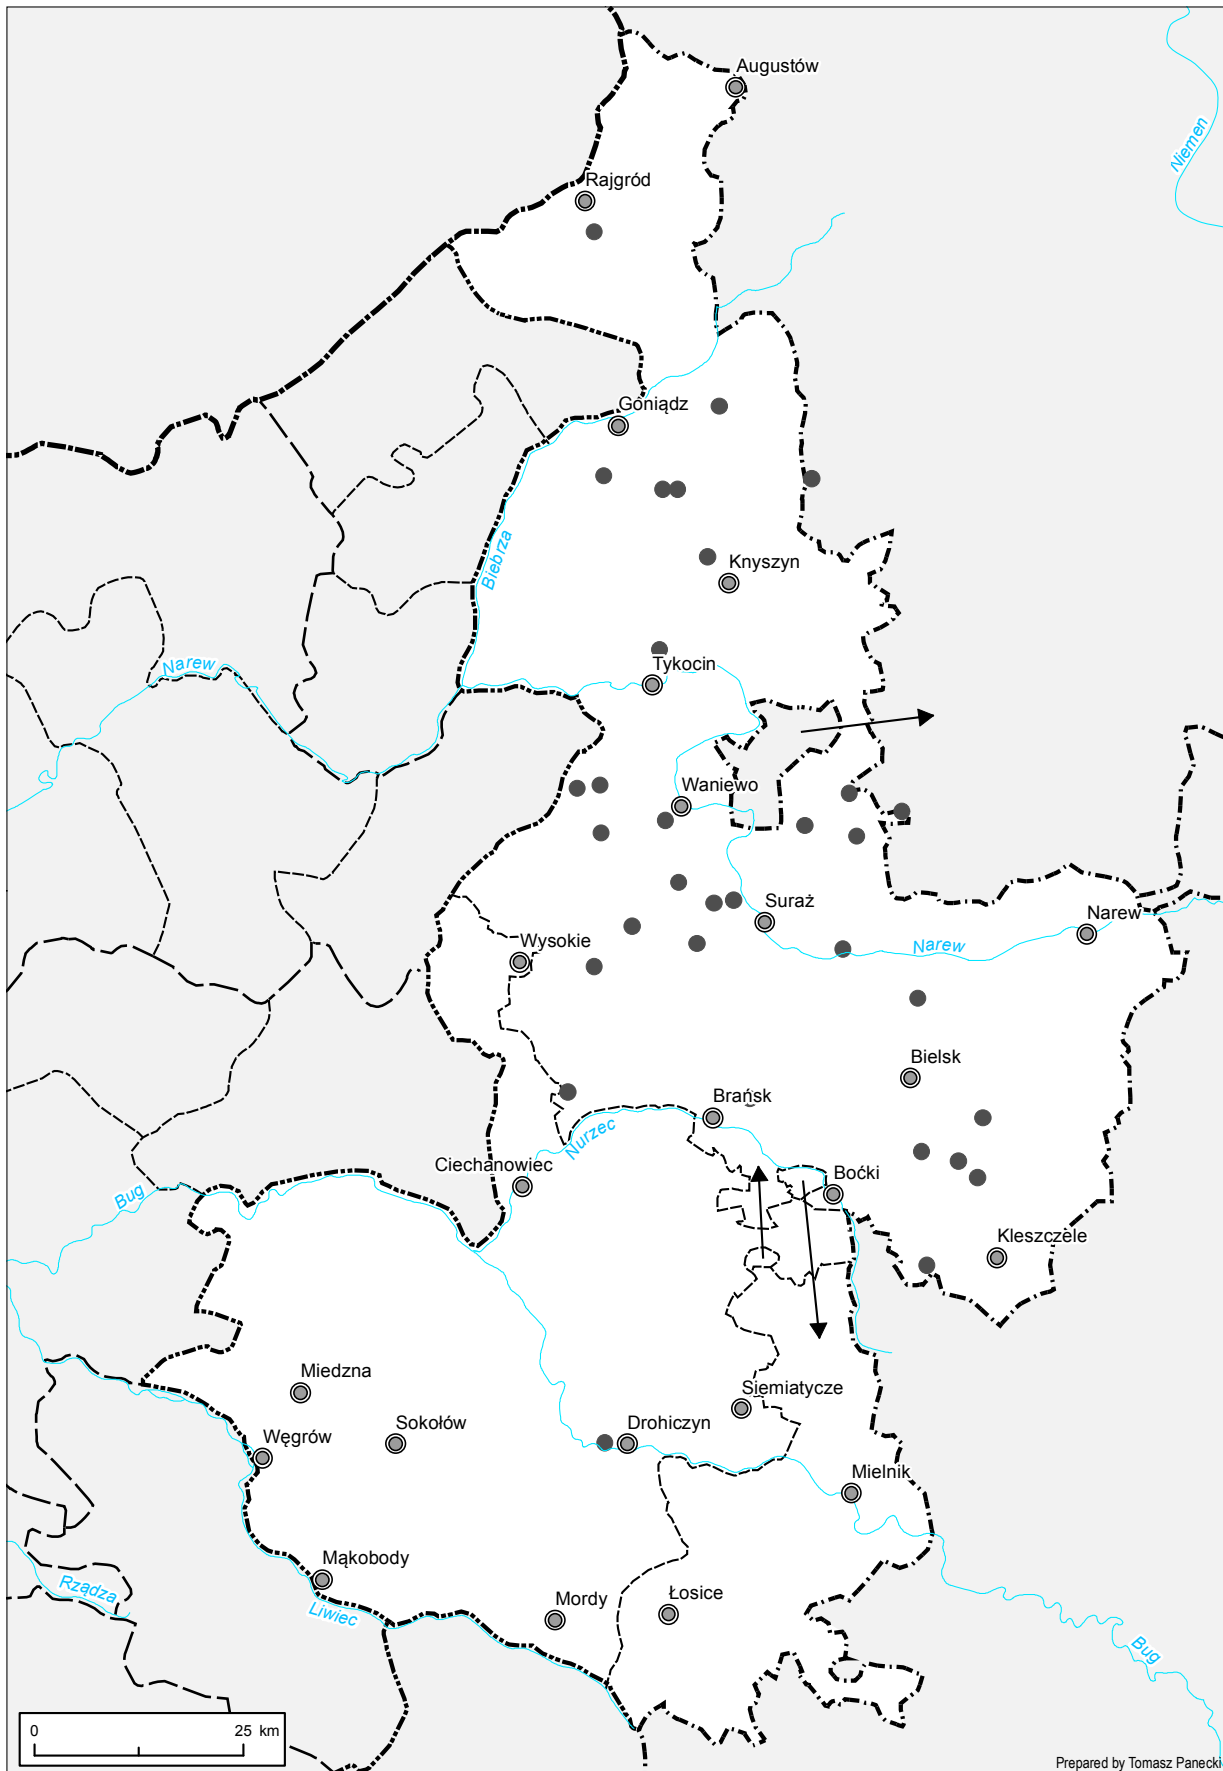 Augustów
Niemen
Rajgród
Goniądz
Biebrza
Knyszyn
Narew
Tykocin
Waniewo
Suraż
Narew
Narew
Wysokie
Bielsk
Brańsk
Nurzec
Ciechanowiec
Boćki
Bug
Kleszczele
Miedzna
Siemiatycze
Sokołów
Drohiczyn
Węgrów
Mielnik
Mąkobody
Rządza
Liwiec
Mordy
Łosice
Bug
0 25 km
Prepared by Tomasz Panecki